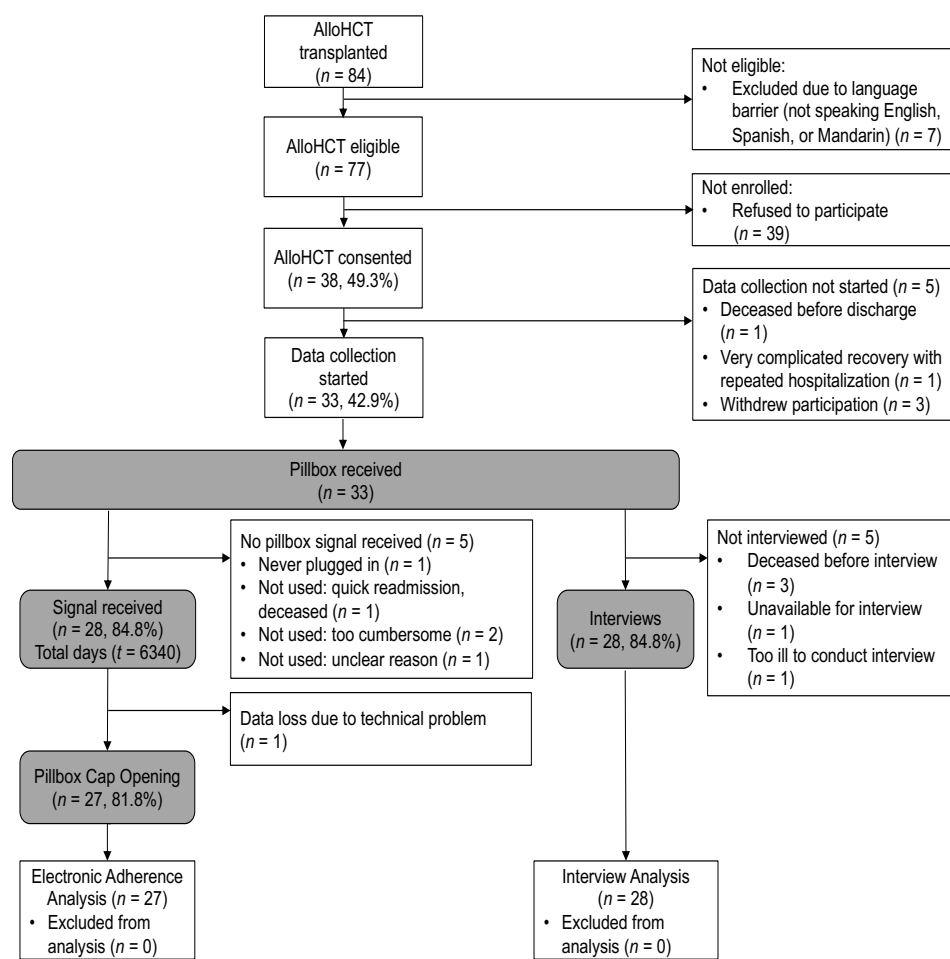 AlloHCT
transplanted
(n = 84)
Not eligible:
• Excluded due to language
barrier (not speaking English,
Spanish, or Mandarin) (n = 7)
AlloHCT eligible
(n = 77)
Not enrolled:
• Refused to participate
(n = 39)
AlloHCT consented
(n = 38, 49.3%)
Data collection not started (n = 5)
• Deceased before discharge
(n = 1)
• Very complicated recovery with
repeated hospitalization (n = 1)
• Withdrew participation (n = 3)
Data collection
started
(n = 33, 42.9%)
Pillbox received
(n = 33)
No pillbox signal received (n = 5)
• Never plugged in (n = 1)
• Not used: quick readmission,
deceased (n = 1)
• Not used: too cumbersome (n = 2)
• Not used: unclear reason (n = 1)
Not interviewed (n = 5)
• Deceased before interview
(n = 3)
• Unavailable for interview
(n = 1)
• Too ill to conduct interview
(n = 1)
Signal received
(n = 28, 84.8%)
Total days (t = 6340)
Interviews
(n = 28, 84.8%)
Data loss due to technical problem
(n = 1)
Pillbox Cap Opening
(n = 27, 81.8%)
Electronic Adherence
Analysis (n = 27)
• Excluded from
analysis (n = 0)
Interview Analysis
(n = 28)
• Excluded from
analysis (n = 0)